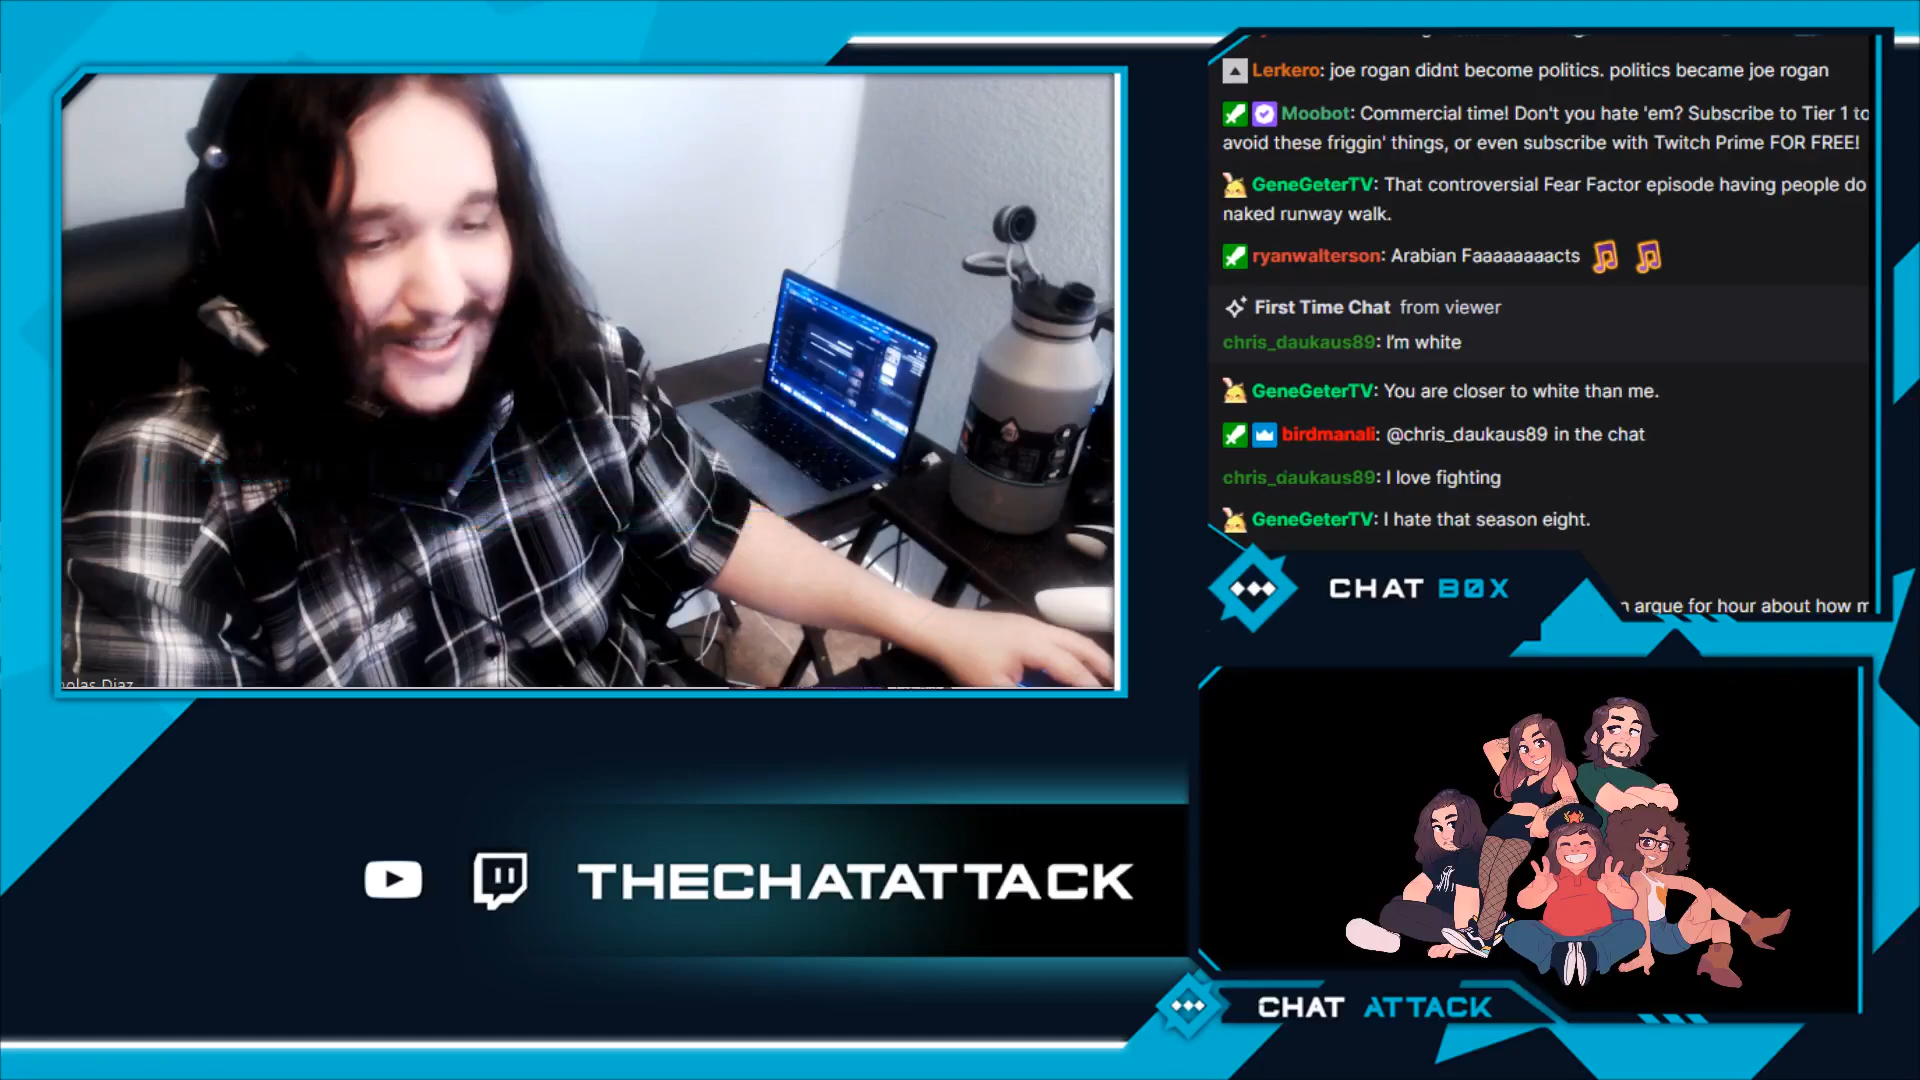 Lerkero: joe rogan didnt become politics. politics became joe rogan
Moobot: Commercial time! Don't you hate 'em? Subscribe to Tier 1 to
avoid these friggin' things, or even subscribe with Twitch Prime FOR FREE!
GeneGeterTV: That controversial Fear Factor episode having people do
naked runway walk.
ryanwalterson: Arabian Faaaaaaaacts
First Time Chat from viewer
chris_daukaus89: I'm white
GeneGeterTV: You are closer to white than me.
birdmanali: @chris_daukaus89 in the chat
chris_daukaus89: I love fighting
GeneGeterTV: I hate that season eight.
CHAT B0X
n argue for hour about how m
olas Diaz
THECHATATTACK
CHAT ATTACK